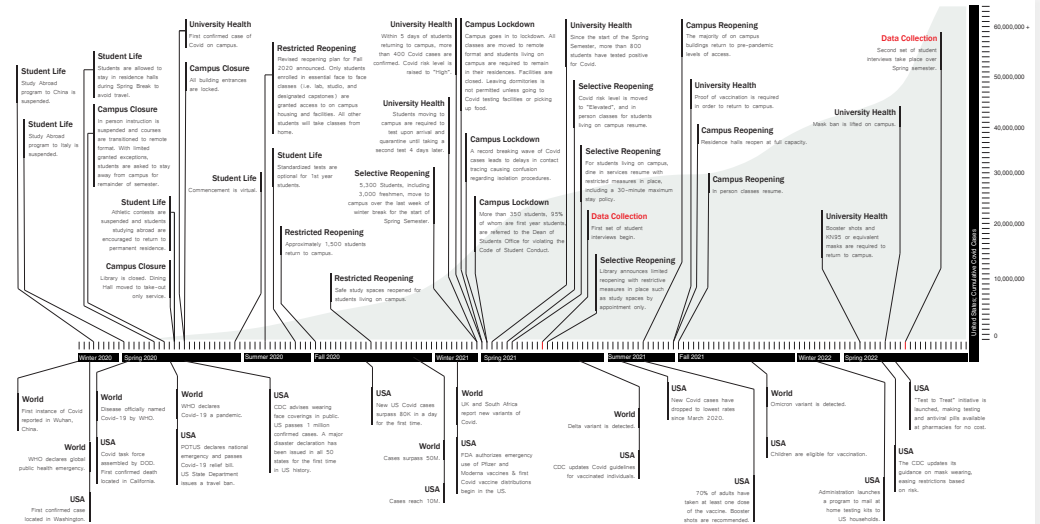 Student Life
Study Abroad
program to China is
suspended.
Student Life
Study Abroad
program to Italy is
suspended.
Student Life
Students are allowed to
stay in residence halls
during Spring Break to
avoid travel.
Campus Closure
In person instruction is
suspended and courses
are transitioned to remote
format. With limited
granted exceptions,
students are asked to stay
away from campus for
remainder of semester.
Student Life
Athletic contests are
suspended and students
studying abroad are
encouraged to return to
permanent residence.
Campus Closure
Library is closed. Dining
Hall moved to take-out
only service.
University Health
First confirmed case of
Covid on campus.
Campus Closure
All building entrances
are locked.
Student Life
Commencement is virtual.
Restricted Reopening
Revised reopening plan for Fall
2020 announced. Only students
enrolled in essential face to face
classes (i.e. lab, studio, and
designated capstones) are
granted access to on campus
housing and facilities. All other
students will take classes from
home.
Student Life
Standardized tests are
optional for 1st year
students.
Restricted Reopening
Approximately 1,500 students
return to campus.
Restricted Reopening
Safe study spaces reopened for
students living on campus.
University Health
Within 5 days of students
returning to campus, more
than 400 Covid cases are
confirmed. Covid risk level is
raised to "High".
University Health
Students moving to
campus are required to
test upon arrival and
quarantine until taking a
second test 4 days later.
Selective Reopening
5,300 Students, including
3,000 freshmen, move to
campus over the last week of
winter break for the start of
Spring Semester.
Campus Lockdown
Campus goes in to lockdown. All
classes are moved to remote
format and students living on
campus are required to remain
in their residences. Facilities are
closed. Leaving dormitories is
not permitted unless going to
Covid testing facilities or picking
up food.
Campus Lockdown
A record breaking wave of Covid
cases leads to delays in contact
tracing causing confusion
regarding isolation procedures.
Campus Lockdown
More than 350 students, 95%
of whom are first year students,
are referred to the Dean of
Students Office for violating the
Code of Student Conduct.
University Health
Since the start of the Spring
Semester, more than 800
students have tested positive
for Covid.
Selective Reopening
Covid risk level is moved
to "Elevated", and in
person classes for students
living on campus resume.
Selective Reopening
For students living on campus,
dine in services resume with
restricted measures in place,
including a 30-minute maximum
stay policy.
Data Collection
First set of student
interviews begin.
Selective Reopening
Library announces limited
reopening with restrictive
measures in place such
as study spaces by
appointment only.
Campus Reopening
The majority of on campus
buildings return to pre-pandemic
levels of access.
University Health
Proof of vaccination is required
in order to return to campus.
Campus Reopening
Residence halls reopen at full capacity.
Campus Reopening
In person classes resume.
University Health
Booster shots and
KN95 or equivalent
masks are required to
return to campus.
University Health
Mask ban is lifted on campus.
Data Collection
Second set of student
interviews take place over
Spring semester.
60,000,000 +
50,000,000
40,000,000
30,000,000
20,000,000
10,000,000
0
United States; Cumulative Covid Cases
Winter 2020
Spring 2020
Summer 2020
Fall 2020
Winter 2021
Spring 2021
Summer 2021
Fall 2021
Winter 2022
Spring 2022
World
First instance of Covid
reported in Wuhan,
China.
World
WHO declares global
public health emergency.
USA
First confirmed case
located in Washington.
World
Disease officially named
Covid-19 by WHO.
USA
Covid task force
assembled by DOD.
First confirmed death
located in California.
World
WHO declares
Covid-19 a pandemic.
USA
POTUS declares national
emergency and passes
Covid-19 relief bill.
US State Department
issues a travel ban.
USA
CDC advises wearing
face coverings in public.
US passes 1 million
confirmed cases. A major
disaster declaration has
been issued in all 50
states for the first time
in US history.
USA
New US Covid cases
surpass 80K in a day
for the first time.
World
Cases surpass 50M.
USA
Cases reach 10M.
World
UK and South Africa
report new variants of
Covid.
USA
FDA authorizes emergency
use of Pfizer and
Moderna vaccines & first
Covid vaccine distributions
begin in the US.
World
Delta variant is detected.
USA
CDC updates Covid guidelines
for vaccinated individuals.
USA
New Covid cases have
dropped to lowest rates
since March 2020.
USA
70% of adults have
taken at least one dose
of the vaccine. Booster
shots are recommended.
World
Omicron variant is detected.
USA
Children are eligible for vaccination.
USA
Administration launches
a program to mail at
home testing kits to
US households.
USA
"Test to Treat" initiative is
launched, making testing
and antiviral pills available
at pharmacies for no cost.
USA
The CDC updates its
guidance on mask wearing,
easing restrictions based
on risk.